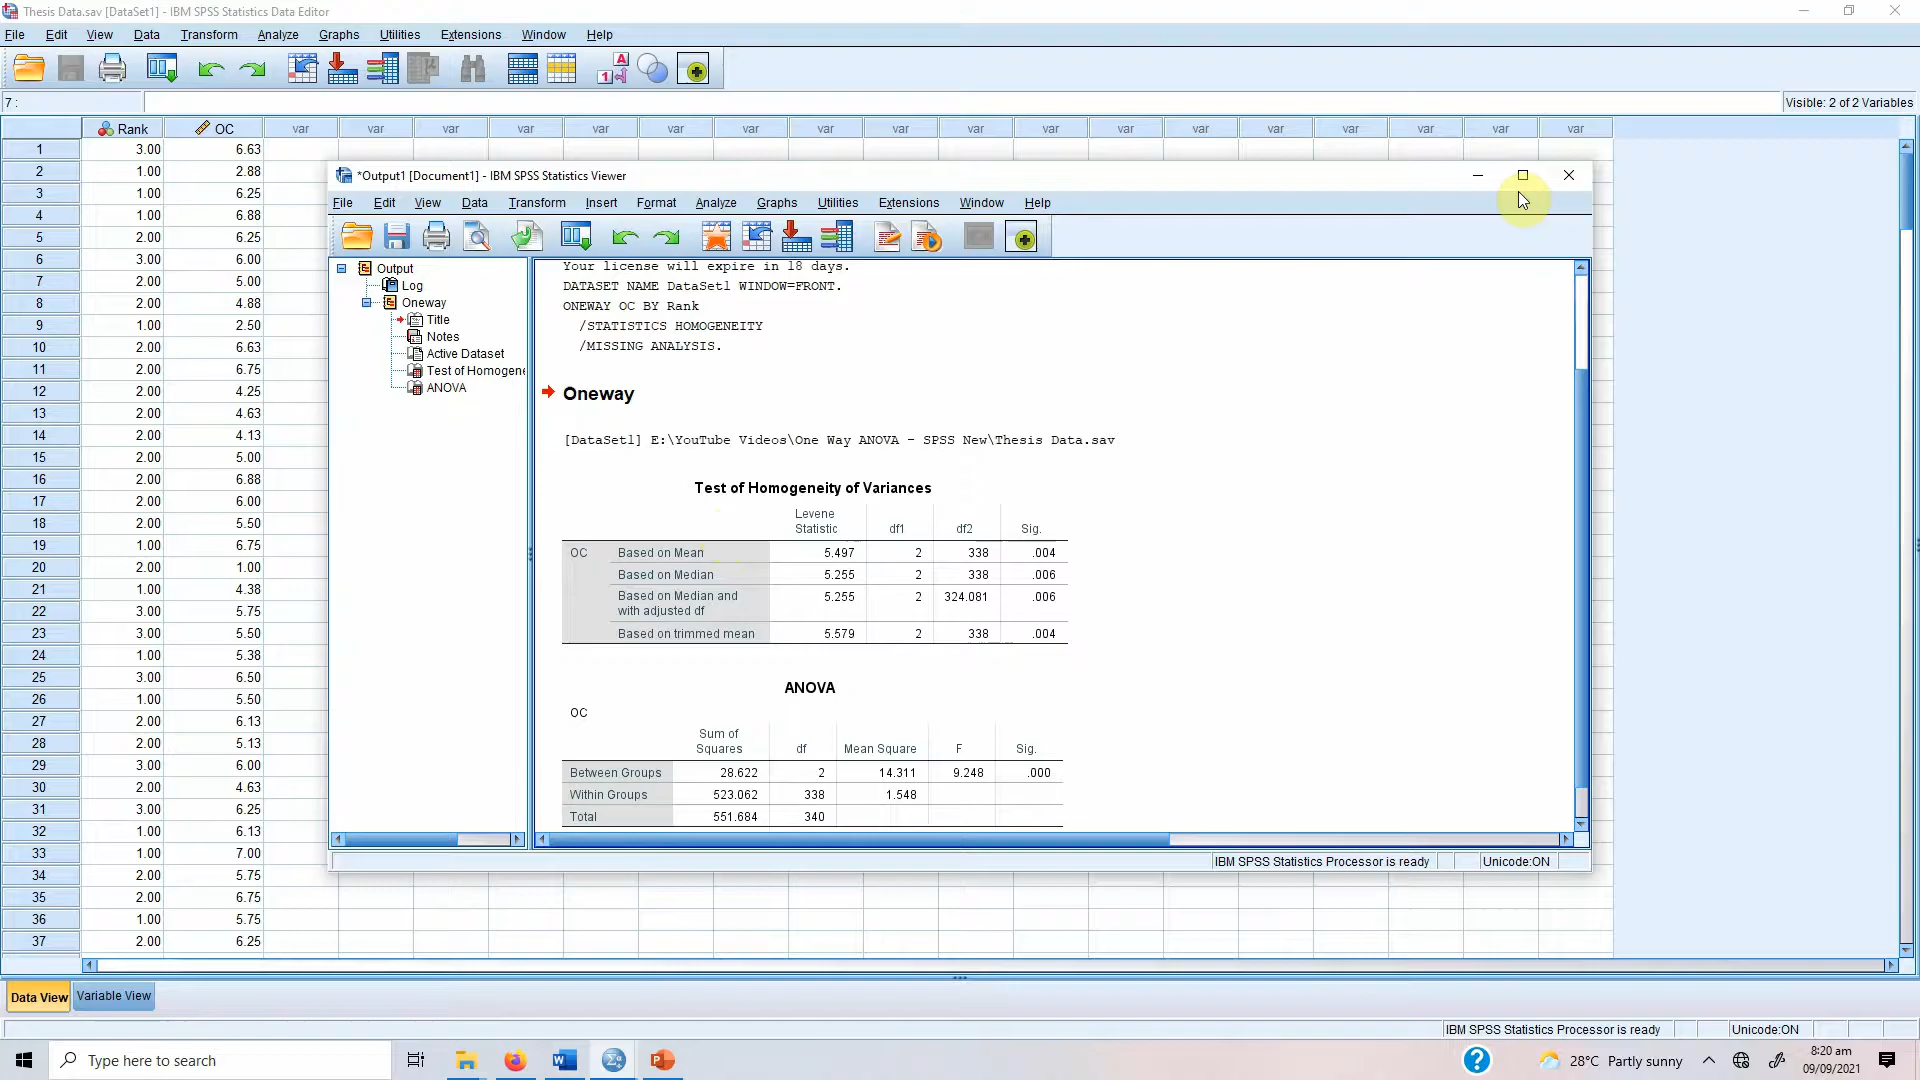 Thesis Data.sav [DataSet1] - IBM SPSS Statistics Data Editor
File Edit View Data Transform Analyze Graphs Utilities Extensions Window Help
7 :
Visible: 2 of 2 Variables
Rank OC var var var var var var var var var var var var var var var var var var
1 3.00 6.63
2 1.00 2.88
3 1.00 6.25
4 1.00 6.88
5 2.00 6.25
6 3.00 6.00
7 2.00 5.00
8 2.00 4.88
9 1.00 2.50
10 2.00 6.63
11 2.00 6.75
12 2.00 4.25
13 2.00 4.63
14 2.00 4.13
15 2.00 5.00
16 2.00 6.88
17 2.00 6.00
18 2.00 5.50
19 1.00 6.75
20 2.00 1.00
21 1.00 4.38
22 3.00 5.75
23 3.00 5.50
24 1.00 5.38
25 3.00 6.50
26 1.00 5.50
27 2.00 6.13
28 2.00 5.13
29 3.00 6.00
30 2.00 4.63
31 3.00 6.25
32 1.00 6.13
33 1.00 7.00
34 2.00 5.75
35 2.00 6.75
36 1.00 5.75
37 2.00 6.25
*Output1 [Document1] - IBM SPSS Statistics Viewer
File Edit View Data Transform Insert Format Analyze Graphs Utilities Extensions Window Help
Output
Log
Oneway
Title
Notes
Active Dataset
Test of Homogene
ANOVA
Your license will expire in 18 days.
DATASET NAME DataSet1 WINDOW=FRONT.
ONEWAY OC BY Rank
/STATISTICS HOMOGENEITY
/MISSING ANALYSIS.
Oneway
[DataSet1] E:\YouTube Videos\One Way ANOVA - SPSS New\Thesis Data.sav
Test of Homogeneity of Variances
Levene
Statistic df1 df2 Sig.
OC Based on Mean 5.497 2 338 .004
Based on Median 5.255 2 338 .006
Based on Median and 5.255 2 324.081 .006
with adjusted df
Based on trimmed mean 5.579 2 338 .004
ANOVA
OC
Sum of
Squares df Mean Square F Sig.
Between Groups 28.622 2 14.311 9.248 .000
Within Groups 523.062 338 1.548
Total 551.684 340
IBM SPSS Statistics Processor is ready Unicode:ON
Data View Variable View
IBM SPSS Statistics Processor is ready Unicode:ON
Type here to search
28°C Partly sunny
8:20 am
09/09/2021